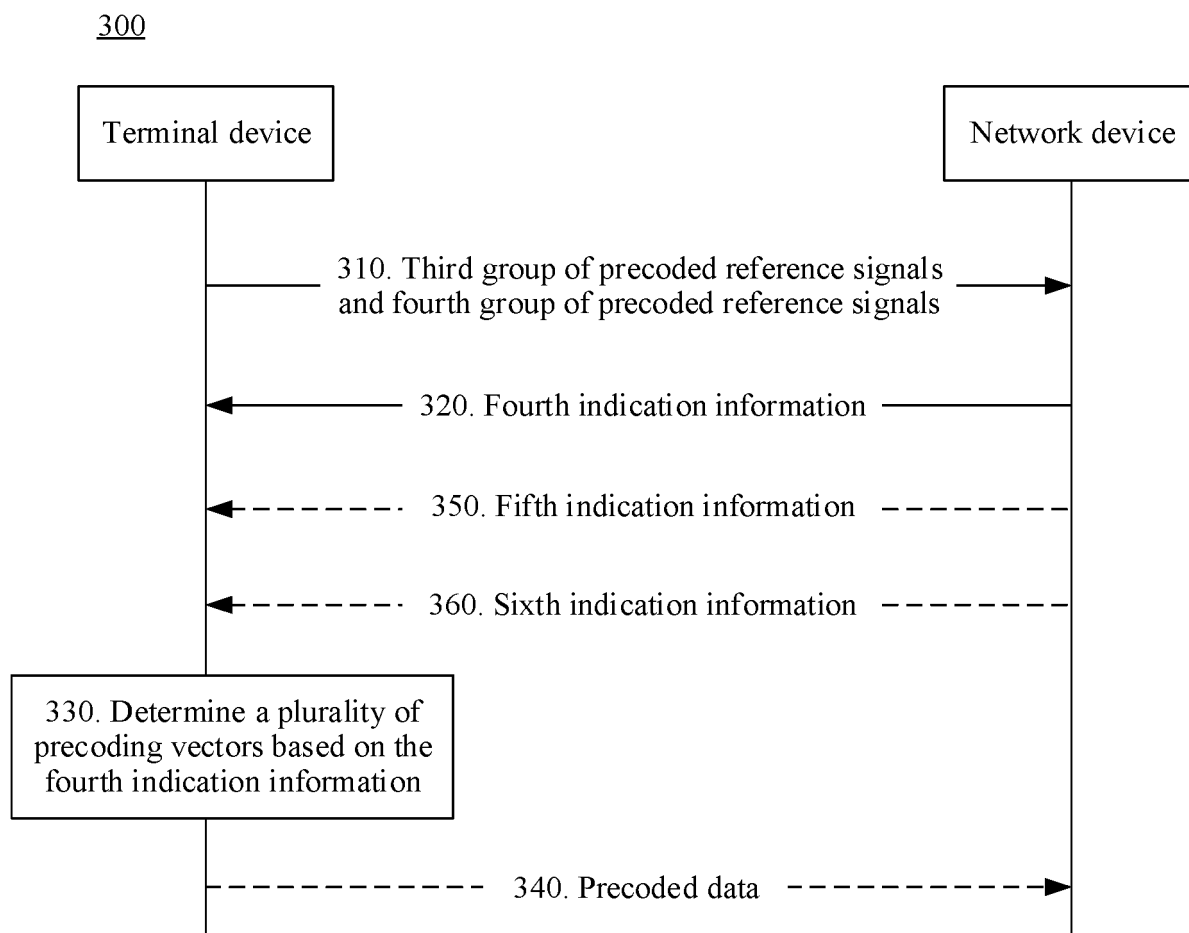 300
Terminal device
Network device
310. Third group of precoded reference signals
and fourth group of precoded reference signals
320. Fourth indication information
350. Fifth indication information
360. Sixth indication information
330. Determine a plurality of
precoding vectors based on the
fourth indication information
340. Precoded data